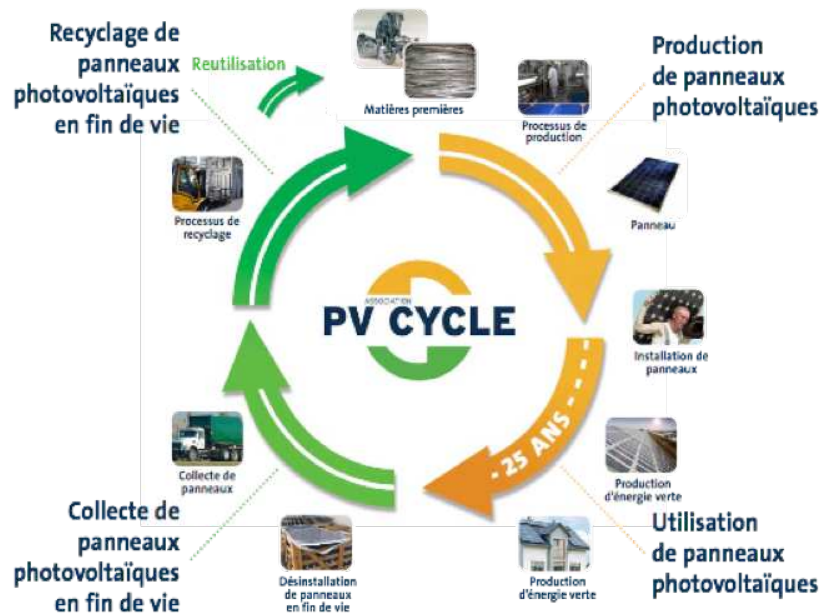 Recyclage de
panneaux
photovoltaïques
en fin de vie
Reutilisation
Matières premières
Processus de
production
Production
de panneaux
photovoltaïques
Panneau
Processus de
recyclage
ASSOCIATION
PV CYCLE
Installation de
panneaux
- 25 ANS -
Production
d'énergie verte
Collecte de
panneaux
Collecte de
panneaux
photovoltaïques
en fin de vie
Désinstallation
de panneaux
en fin de vie
Production
d'énergie verte
Utilisation
de panneaux
photovoltaïques